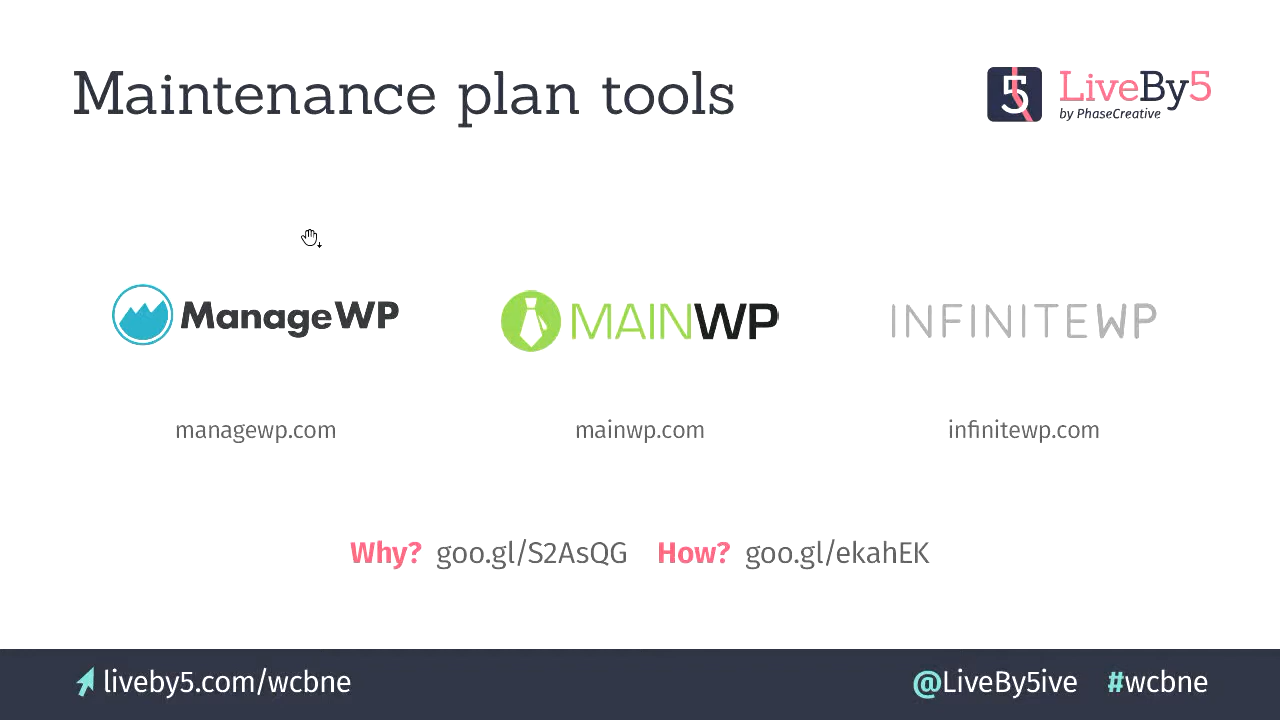 Maintenance plan tools
5 LiveBy5
by PhaseCreative
ManageWP
MAINWP
INFINITEWP
managewp.com
mainwp.com
infinitewp.com
Why? goo.gl/S2AsQG How? goo.gl/ekahEK
liveby5.com/wcbne
@LiveBy5ive #wcbne